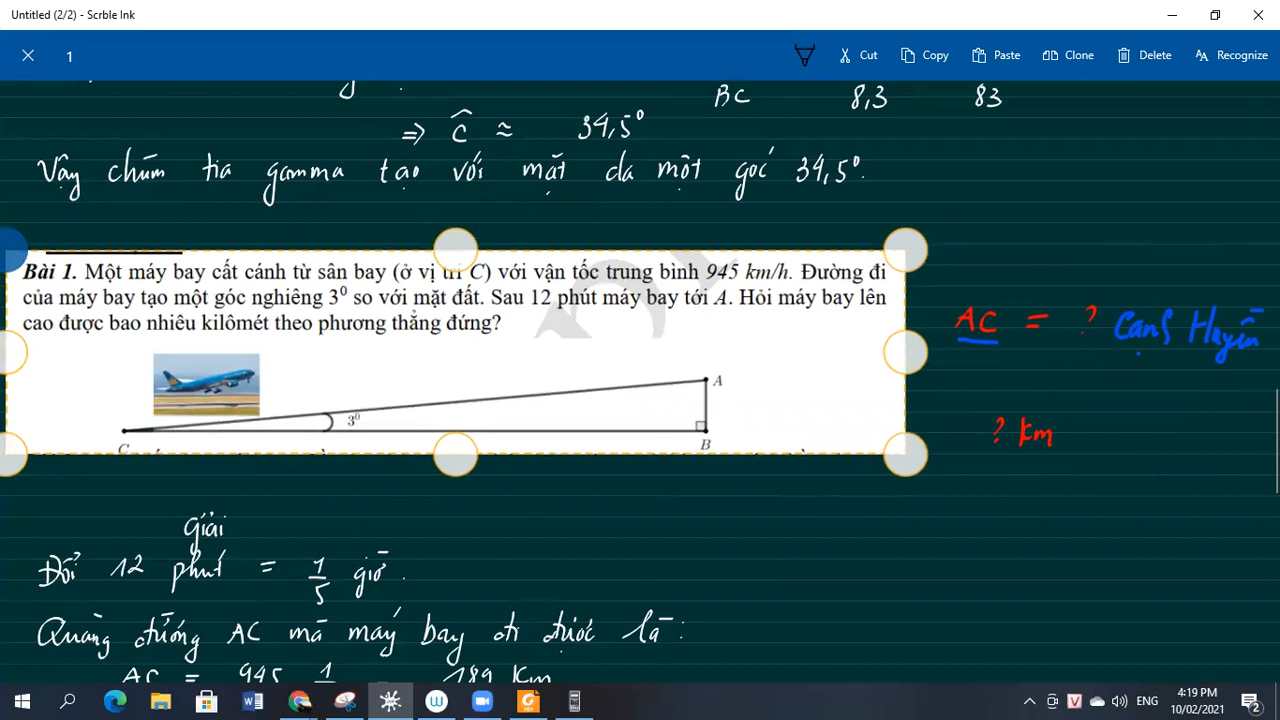 Untitled (2/2) - Scrble Ink
1
Cut
Copy
Paste
Clone
Delete
Recognize
BC 8,3 83
⇒ Ĉ ≈ 34,5°
Vậy chùm tia gamma tạo với mặt da một góc 34,5°.
Bài 1. Một máy bay cất cánh từ sân bay (ở vị trí C) với vận tốc trung bình 945 km/h. Đường đi
của máy bay tạo một góc nghiêng 3⁰ so với mặt đất. Sau 12 phút máy bay tới A. Hỏi máy bay lên
cao được bao nhiêu kilômét theo phương thẳng đứng?
AC = ? Cạnh Huyền
A
3⁰
C
B
? km
Giải
Đổi 12 phút = 1/5 giờ.
Quãng đường AC mà máy bay đi được là:
AC = 945 1 = 189 Km
V
ENG
4:19 PM
10/02/2021
2